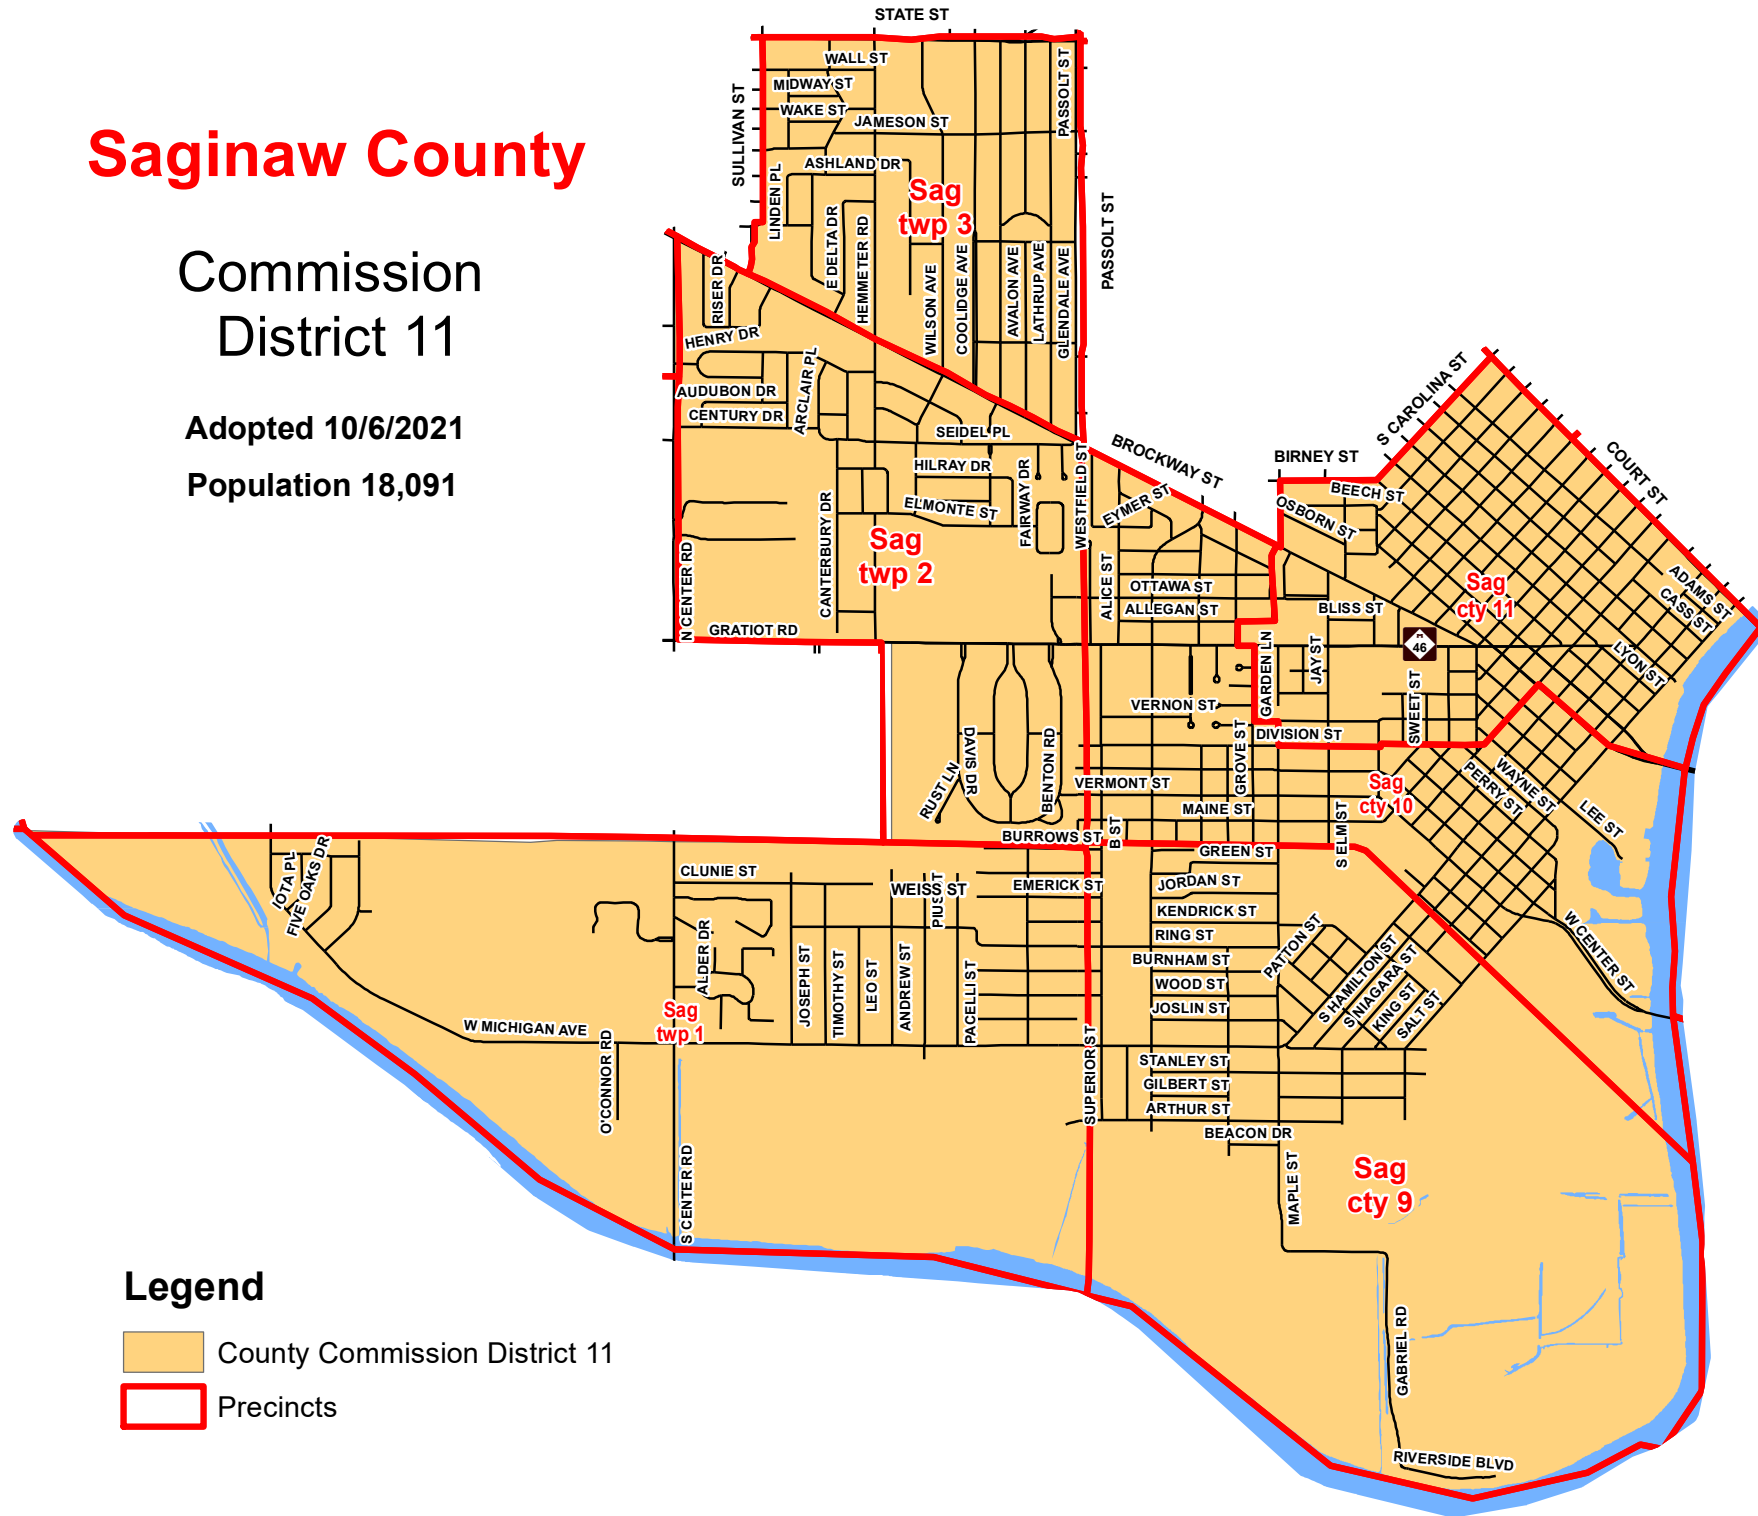 STATE ST
WALL ST
MIDWAY ST
WAKE ST
JAMESON ST
SULLIVAN ST
PASSOLT ST
Saginaw County
ASHLAND DR
LINDEN PL
Sag
twp 3
E DELTA DR
HEMMETER RD
PASSOLT ST
Commission
District 11
RISER DR
WILSON AVE
COOLIDGE AVE
AVALON AVE
LATHRUP AVE
GLENDALE AVE
HENRY DR
ARCLAIR PL
AUDUBON DR
CENTURY DR
Adopted 10/6/2021
Population 18,091
SEIDEL PL
HILRAY DR
ELMONTE ST
FAIRWAY DR
WESTFIELD ST
BROCKWAY ST
EYMER ST
BIRNEY ST
S CAROLINA ST
COURT ST
BEECH ST
OSBORN ST
CANTERBURY DR
Sag
twp 2
N CENTER RD
GRATIOT RD
ALICE ST
OTTAWA ST
ALLEGAN ST
BLISS ST
Sag
cty 11
ADAMS ST
CASS ST
LYON ST
M
46
GARDEN LN
JAY ST
SWEET ST
VERNON ST
DIVISION ST
GROVE ST
RUST LN
DAVIS DR
BENTON RD
VERMONT ST
MAINE ST
Sag
cty 10
PERRY ST
WAYNE ST
LEE ST
BURROWS ST
B ST
S ELM ST
GREEN ST
IOTA PL
FIVE OAKS DR
CLUNIE ST
WEISS ST
PIUS ST
EMERICK ST
JORDAN ST
KENDRICK ST
RING ST
PATTON ST
W CENTER ST
ALDER DR
JOSEPH ST
TIMOTHY ST
LEO ST
ANDREW ST
PACELLI ST
BURNHAM ST
WOOD ST
JOSLIN ST
S HAMILTON ST
S NIAGARA ST
KING ST
SALT ST
Sag
twp 1
W MICHIGAN AVE
O'CONNOR RD
SUPERIOR ST
STANLEY ST
GILBERT ST
ARTHUR ST
BEACON DR
S CENTER RD
MAPLE ST
Sag
cty 9
GABRIEL RD
RIVERSIDE BLVD
Legend
County Commission District 11
Precincts